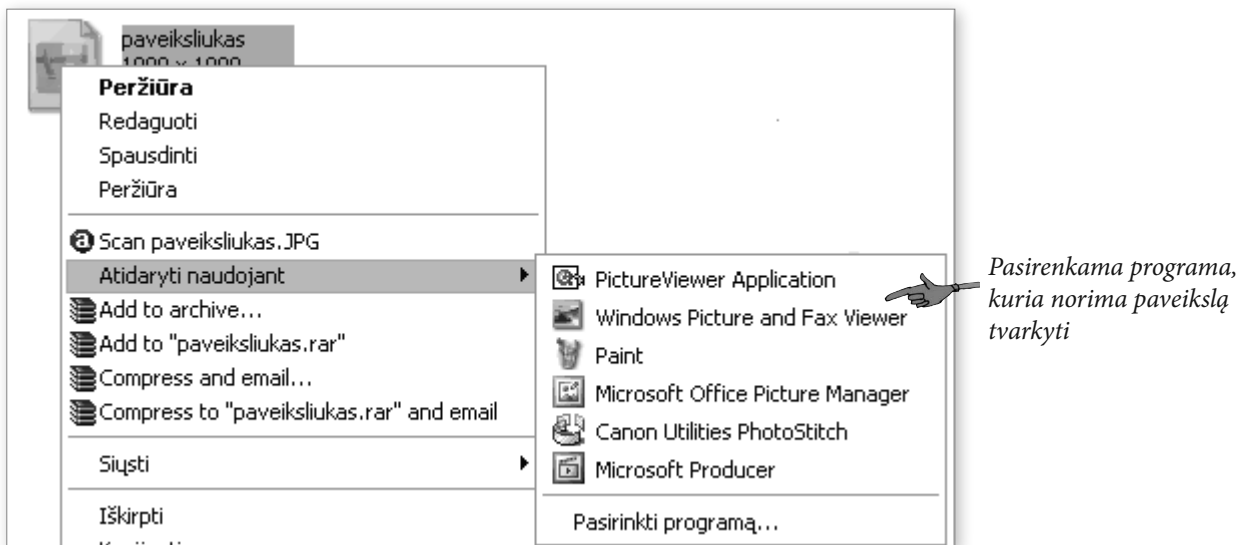 paveiksliukas
1000 x 1000
Peržiūra
Redaguoti
Spausdinti
Peržiūra
Scan paveiksliukas.JPG
Atidaryti naudojant
Add to archive...
Add to "paveiksliukas.rar"
Compress and email...
Compress to "paveiksliukas.rar" and email
Siųsti
Iškirpti
PictureViewer Application
Windows Picture and Fax Viewer
Paint
Microsoft Office Picture Manager
Canon Utilities PhotoStitch
Microsoft Producer
Pasirinkti programą...
Pasirenkama programa,
kuria norima paveikslą
tvarkyti